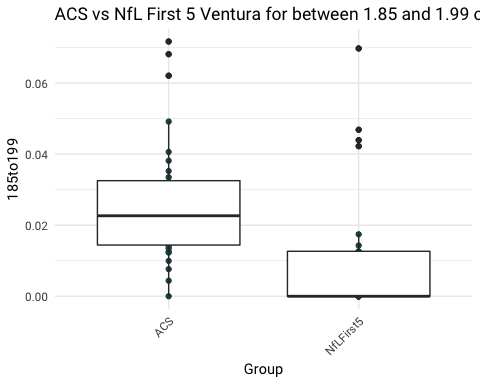 ACS vs NfL First 5 Ventura for between 1.85 and 1.99 c
185to199
0.06
0.04
0.02
0.00
ACS
NfLFirst5
Group